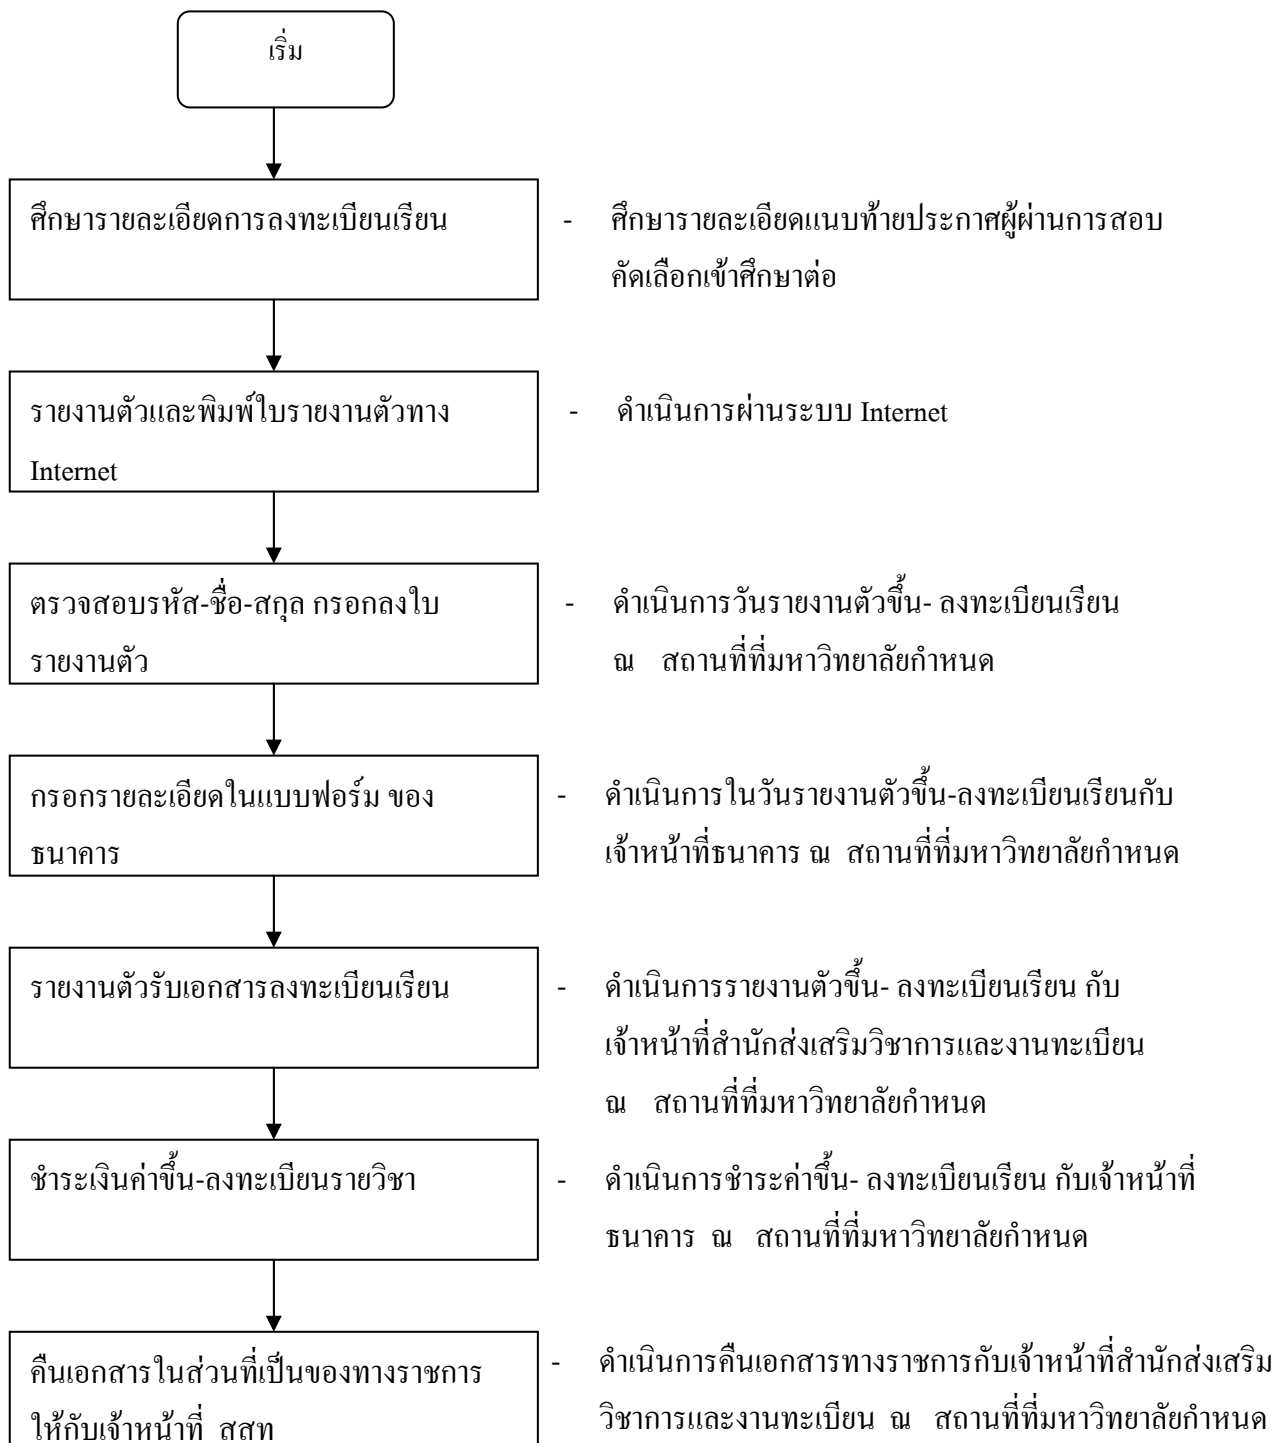 เริ่ม
ศึกษารายละเอียดการลงทะเบียนเรียน
- ศึกษารายละเอียดแนบท้ายประกาศผู้ผ่านการสอบ
คัดเลือกเข้าศึกษาต่อ
รายงานตัวและพิมพ์ใบรายงานตัวทาง
Internet
- ดำเนินการผ่านระบบ Internet
ตรวจสอบรหัส-ชื่อ-สกุล กรอกลงใบ
รายงานตัว
- ดำเนินการวันรายงานตัวขึ้น- ลงทะเบียนเรียน
ณ สถานที่ที่มหาวิทยาลัยกำหนด
กรอกรายละเอียดในแบบฟอร์ม ของ
ธนาคาร
- ดำเนินการในวันรายงานตัวขึ้น-ลงทะเบียนเรียนกับ
เจ้าหน้าที่ธนาคาร ณ สถานที่ที่มหาวิทยาลัยกำหนด
รายงานตัวรับเอกสารลงทะเบียนเรียน
- ดำเนินการรายงานตัวขึ้น- ลงทะเบียนเรียน กับ
เจ้าหน้าที่สำนักส่งเสริมวิชาการและงานทะเบียน
ณ สถานที่ที่มหาวิทยาลัยกำหนด
ชำระเงินค่าขึ้น-ลงทะเบียนรายวิชา
- ดำเนินการชำระค่าขึ้น- ลงทะเบียนเรียน กับเจ้าหน้าที่
ธนาคาร ณ สถานที่ที่มหาวิทยาลัยกำหนด
คืนเอกสารในส่วนที่เป็นของทางราชการ
ให้กับเจ้าหน้าที่ สสท
- ดำเนินการคืนเอกสารทางราชการกับเจ้าหน้าที่สำนักส่งเสริม
วิชาการและงานทะเบียน ณ สถานที่ที่มหาวิทยาลัยกำหนด